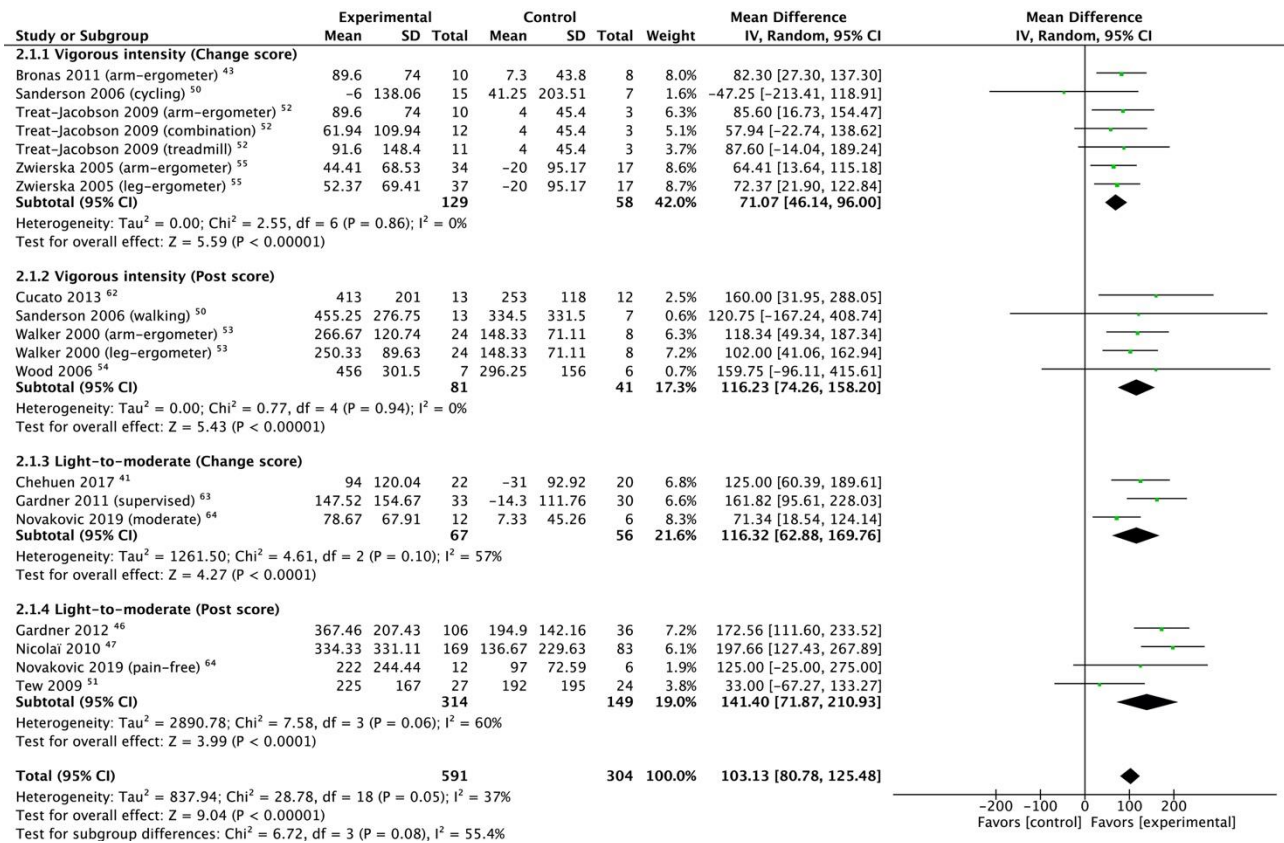 Experimental Control Mean Difference Mean Difference
Study or Subgroup Mean SD Total Mean SD Total Weight IV, Random, 95% CI IV, Random, 95% CI
2.1.1 Vigorous intensity (Change score)
Bronas 2011 (arm-ergometer) 43 89.6 74 10 7.3 43.8 8 8.0% 82.30 [27.30, 137.30]
Sanderson 2006 (cycling) 50 -6 138.06 15 41.25 203.51 7 1.6% -47.25 [-213.41, 118.91]
Treat-Jacobson 2009 (arm-ergometer) 52 89.6 74 10 4 45.4 3 6.3% 85.60 [16.73, 154.47]
Treat-Jacobson 2009 (combination) 52 61.94 109.94 12 4 45.4 3 5.1% 57.94 [-22.74, 138.62]
Treat-Jacobson 2009 (treadmill) 52 91.6 148.4 11 4 45.4 3 3.7% 87.60 [-14.04, 189.24]
Zwierska 2005 (arm-ergometer) 55 44.41 68.53 34 -20 95.17 17 8.6% 64.41 [13.64, 115.18]
Zwierska 2005 (leg-ergometer) 55 52.37 69.41 37 -20 95.17 17 8.7% 72.37 [21.90, 122.84]
Subtotal (95% CI) 129 58 42.0% 71.07 [46.14, 96.00]
Heterogeneity: Tau² = 0.00; Chi² = 2.55, df = 6 (P = 0.86); I² = 0%
Test for overall effect: Z = 5.59 (P < 0.00001)
2.1.2 Vigorous intensity (Post score)
Cucato 2013 62 413 201 13 253 118 12 2.5% 160.00 [31.95, 288.05]
Sanderson 2006 (walking) 50 455.25 276.75 13 334.5 331.5 7 0.6% 120.75 [-167.24, 408.74]
Walker 2000 (arm-ergometer) 53 266.67 120.74 24 148.33 71.11 8 6.3% 118.34 [49.34, 187.34]
Walker 2000 (leg-ergometer) 53 250.33 89.63 24 148.33 71.11 8 7.2% 102.00 [41.06, 162.94]
Wood 2006 54 456 301.5 7 296.25 156 6 0.7% 159.75 [-96.11, 415.61]
Subtotal (95% CI) 81 41 17.3% 116.23 [74.26, 158.20]
Heterogeneity: Tau² = 0.00; Chi² = 0.77, df = 4 (P = 0.94); I² = 0%
Test for overall effect: Z = 5.43 (P < 0.00001)
2.1.3 Light-to-moderate (Change score)
Chehuen 2017 41 94 120.04 22 -31 92.92 20 6.8% 125.00 [60.39, 189.61]
Gardner 2011 (supervised) 63 147.52 154.67 33 -14.3 111.76 30 6.6% 161.82 [95.61, 228.03]
Novakovic 2019 (moderate) 64 78.67 67.91 12 7.33 45.26 6 8.3% 71.34 [18.54, 124.14]
Subtotal (95% CI) 67 56 21.6% 116.32 [62.88, 169.76]
Heterogeneity: Tau² = 1261.50; Chi² = 4.61, df = 2 (P = 0.10); I² = 57%
Test for overall effect: Z = 4.27 (P < 0.0001)
2.1.4 Light-to-moderate (Post score)
Gardner 2012 46 367.46 207.43 106 194.9 142.16 36 7.2% 172.56 [111.60, 233.52]
Nicolaï 2010 47 334.33 331.11 169 136.67 229.63 83 6.1% 197.66 [127.43, 267.89]
Novakovic 2019 (pain-free) 64 222 244.44 12 97 72.59 6 1.9% 125.00 [-25.00, 275.00]
Tew 2009 51 225 167 27 192 195 24 3.8% 33.00 [-67.27, 133.27]
Subtotal (95% CI) 314 149 19.0% 141.40 [71.87, 210.93]
Heterogeneity: Tau² = 2890.78; Chi² = 7.58, df = 3 (P = 0.06); I² = 60%
Test for overall effect: Z = 3.99 (P < 0.0001)
Total (95% CI) 591 304 100.0% 103.13 [80.78, 125.48]
Heterogeneity: Tau² = 837.94; Chi² = 28.78, df = 18 (P = 0.05); I² = 37%
Test for overall effect: Z = 9.04 (P < 0.00001)
Test for subgroup differences: Chi² = 6.72, df = 3 (P = 0.08), I² = 55.4%
-200 -100 0 100 200
Favors [control] Favors [experimental]